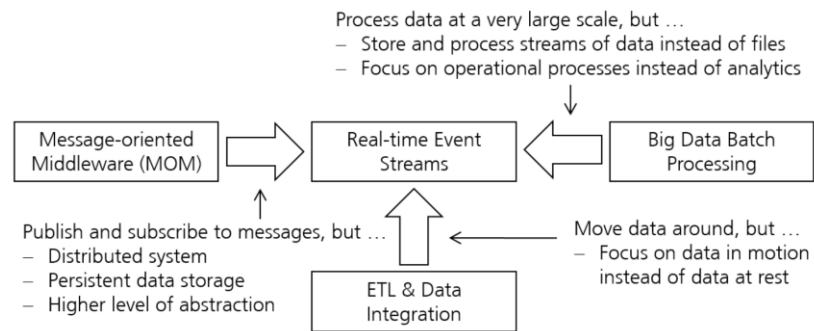 Process data at a very large scale, but …
– Store and process streams of data instead of files
– Focus on operational processes instead of analytics
Message-oriented
Middleware (MOM)
Real-time Event
Streams
Big Data Batch
Processing
Publish and subscribe to messages, but …
– Distributed system
– Persistent data storage
– Higher level of abstraction
Move data around, but …
– Focus on data in motion
instead of data at rest
ETL & Data
Integration